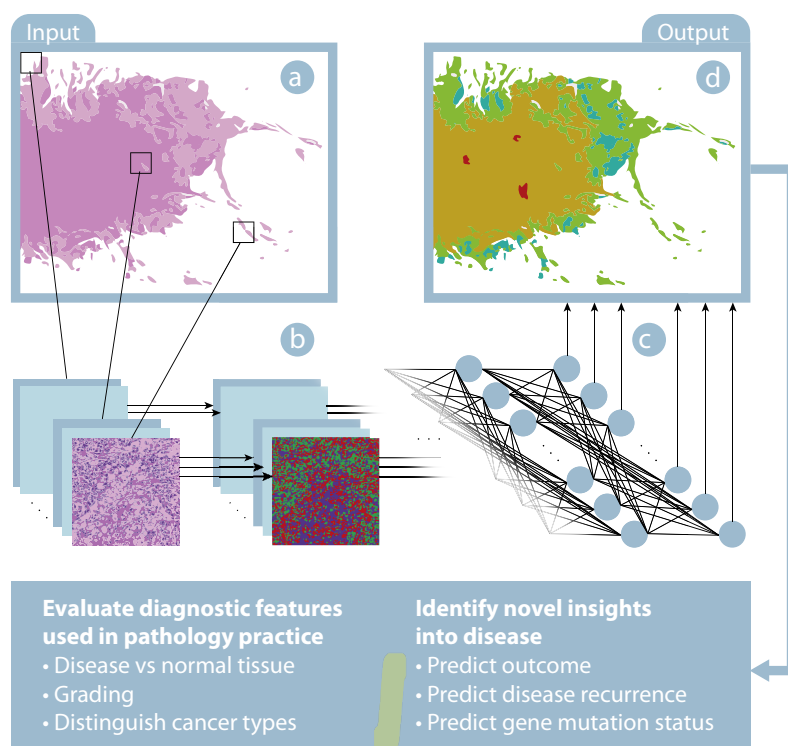 Input
Output
a
d
b
c
. . .
. . .
. . .
. . .
. . .
Evaluate diagnostic features
used in pathology practice
• Disease vs normal tissue
• Grading
• Distinguish cancer types
Identify novel insights
into disease
• Predict outcome
• Predict disease recurrence
• Predict gene mutation status